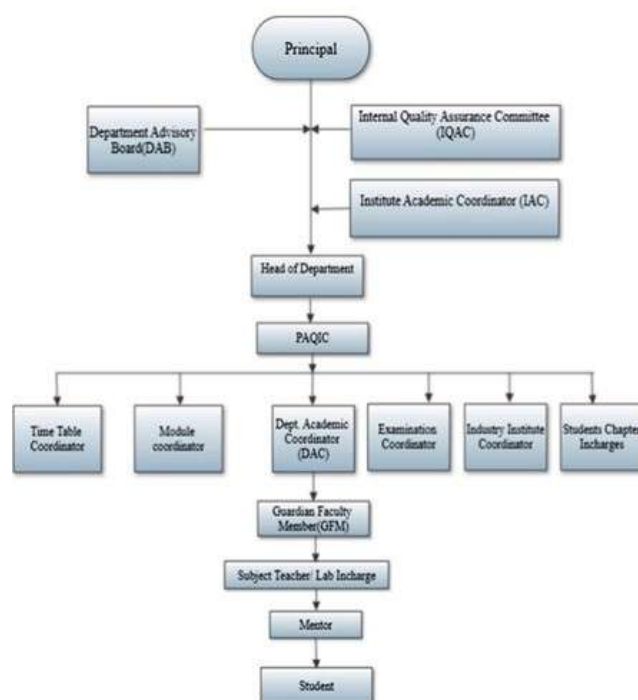 Principal
Department Advisory
Board(DAB)
Internal Quality Assurance Committee
(IQAC)
Institute Academic Coordinator (IAC)
Head of Department
PAQIC
Time Table
Coordinator
Module
coordinator
Dept. Academic
Coordinator
(DAC)
Examination
Coordinator
Industry Institute
Coordinator
Students Chapter
Incharges
Guardian Faculty
Member(GFM)
Subject Teacher/ Lab Incharge
Mentor
Student